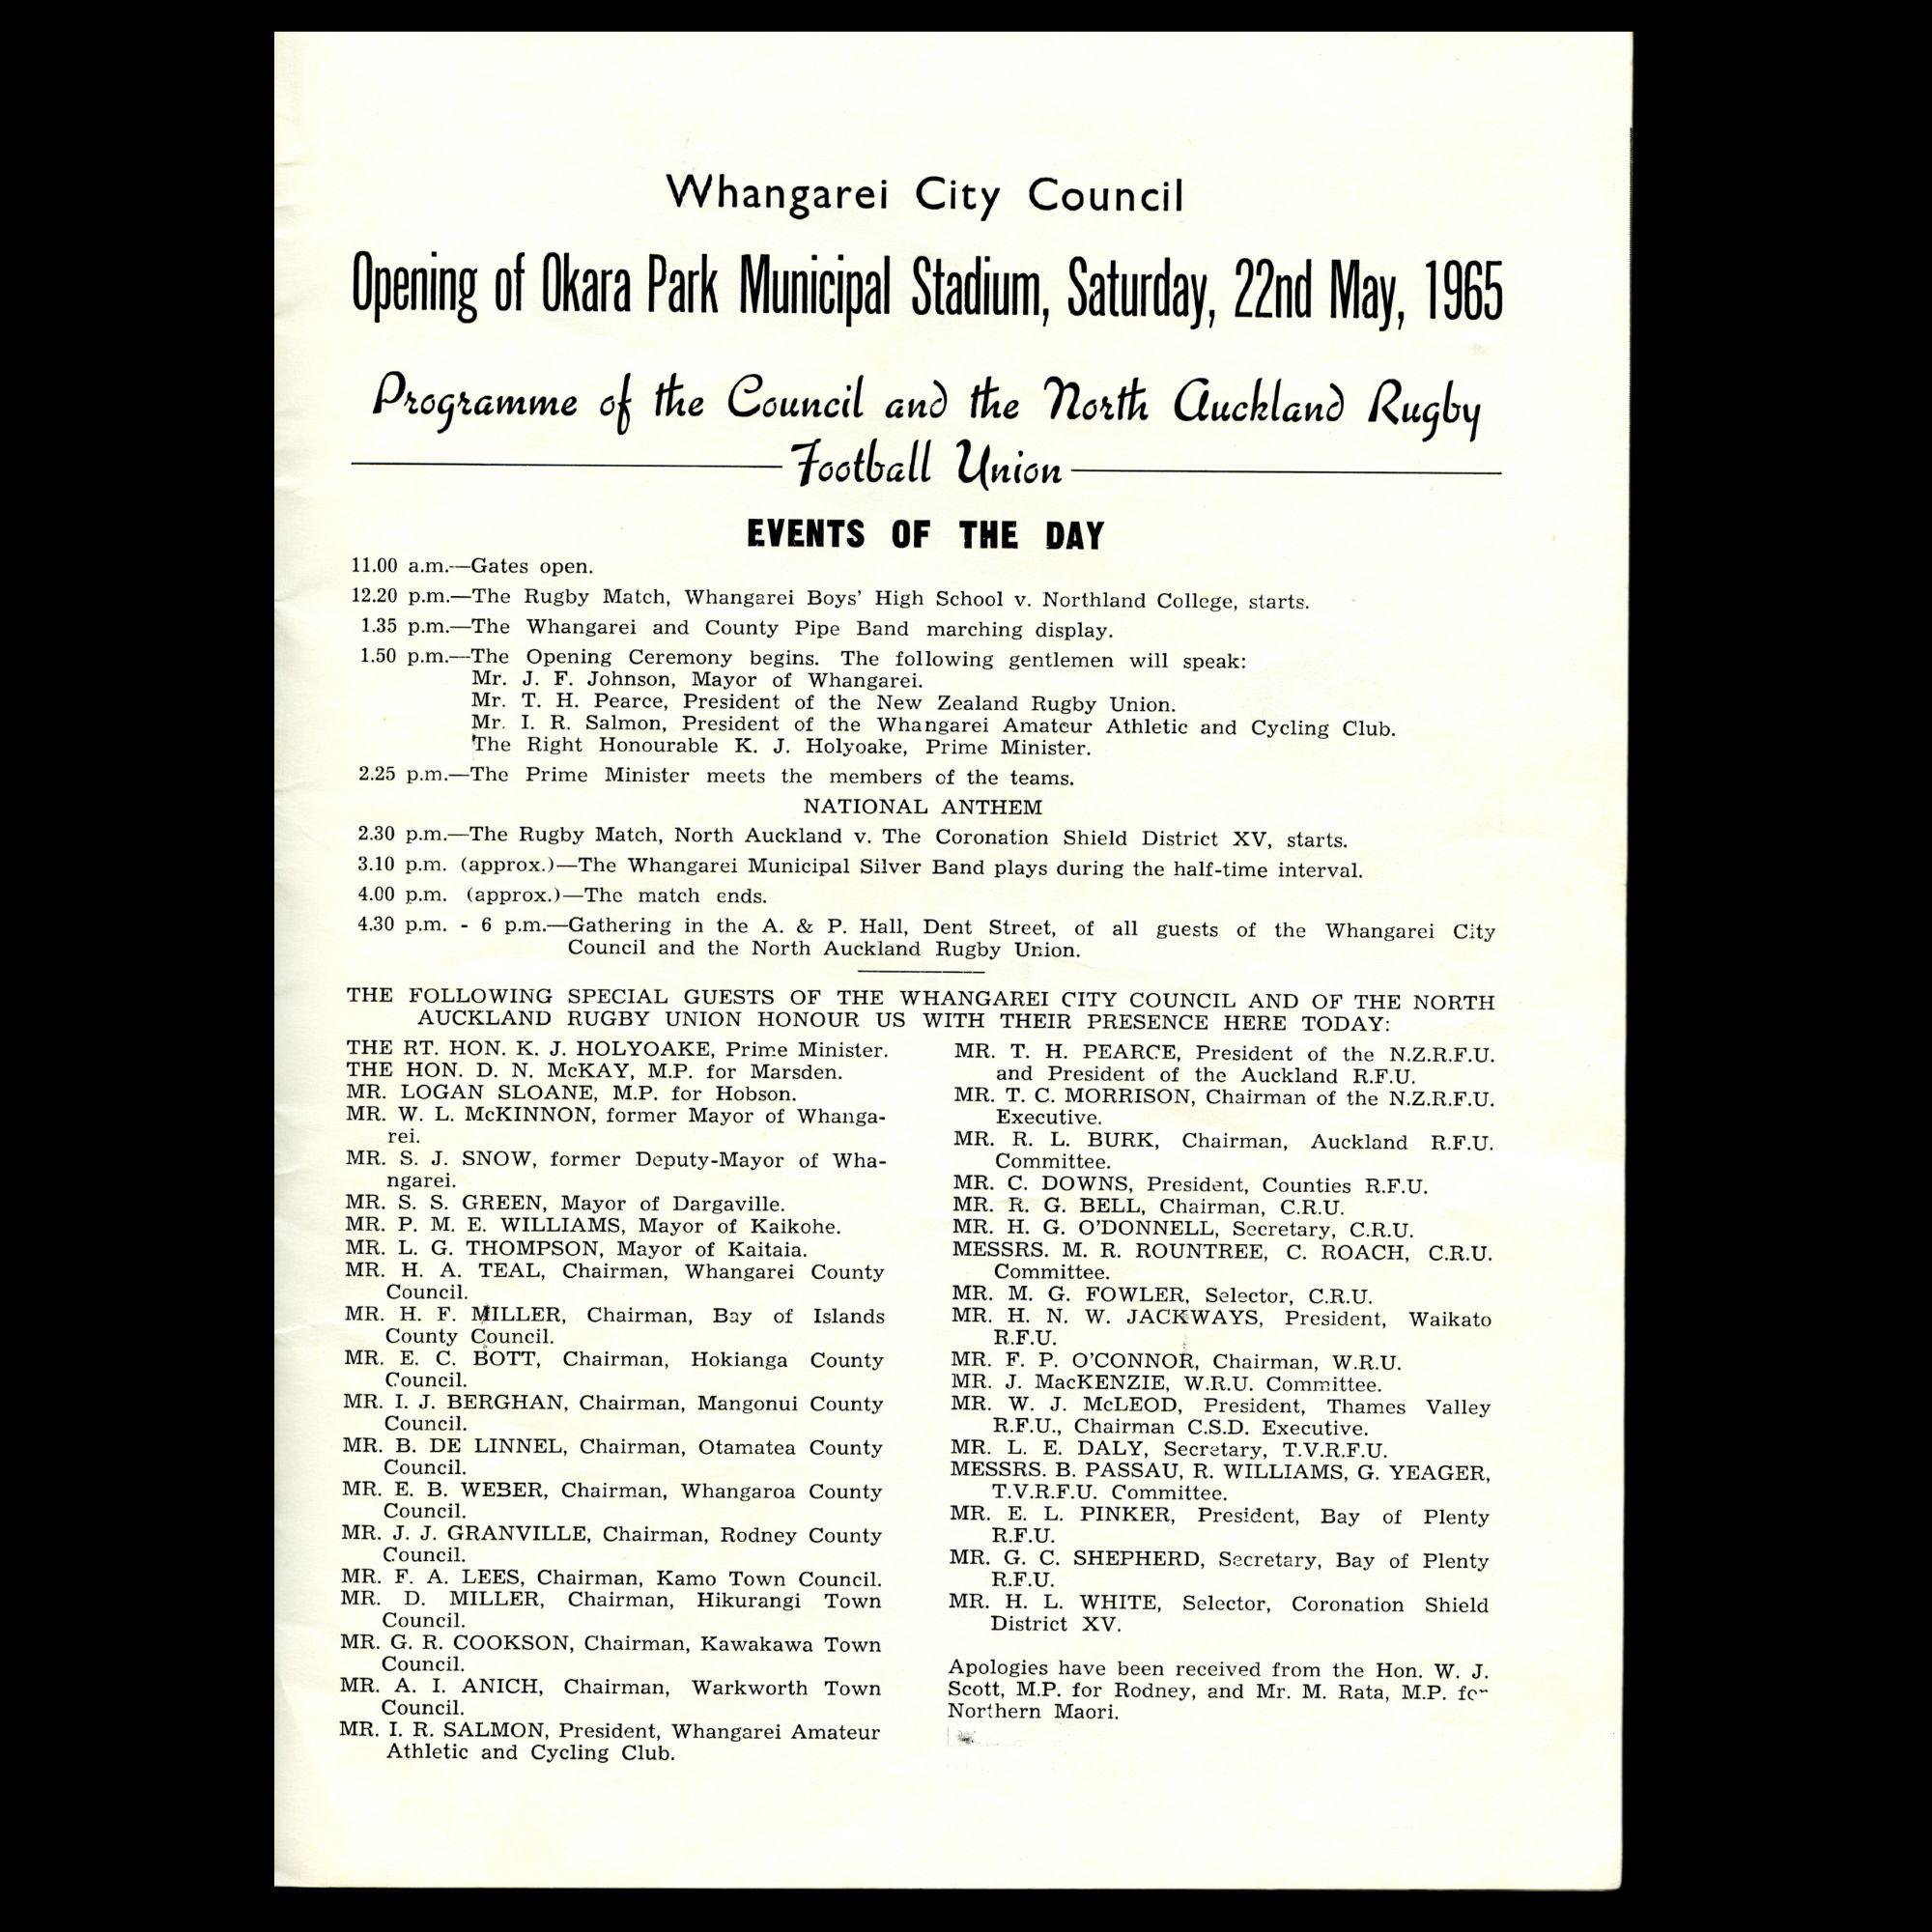 Whangarei City Council
Opening of Okara Park Municipal Stadium, Saturday, 22nd May, 1965
Programme of the Council and the North Auckland Rugby
Football Union
EVENTS OF THE DAY
11.00 a.m.—Gates open.
12.20 p.m.—The Rugby Match, Whangarei Boys' High School v. Northland College, starts.
1.35 p.m.—The Whangarei and County Pipe Band marching display.
1.50 p.m.—The Opening Ceremony begins. The following gentlemen will speak:
Mr. J. F. Johnson, Mayor of Whangarei.
Mr. T. H. Pearce, President of the New Zealand Rugby Union.
Mr. I. R. Salmon, President of the Whangarei Amateur Athletic and Cycling Club.
The Right Honourable K. J. Holyoake, Prime Minister.
2.25 p.m.—The Prime Minister meets the members of the teams.
NATIONAL ANTHEM
2.30 p.m.—The Rugby Match, North Auckland v. The Coronation Shield District XV, starts.
3.10 p.m. (approx.)—The Whangarei Municipal Silver Band plays during the half-time interval.
4.00 p.m. (approx.)—The match ends.
4.30 p.m. - 6 p.m.—Gathering in the A. & P. Hall, Dent Street, of all guests of the Whangarei City
Council and the North Auckland Rugby Union.
THE FOLLOWING SPECIAL GUESTS OF THE WHANGAREI CITY COUNCIL AND OF THE NORTH
AUCKLAND RUGBY UNION HONOUR US WITH THEIR PRESENCE HERE TODAY:
THE RT. HON. K. J. HOLYOAKE, Prime Minister.
THE HON. D. N. McKAY, M.P. for Marsden.
MR. LOGAN SLOANE, M.P. for Hobson.
MR. W. L. McKINNON, former Mayor of Whanga-
rei.
MR. S. J. SNOW, former Deputy-Mayor of Wha-
ngarei.
MR. S. S. GREEN, Mayor of Dargaville.
MR. P. M. E. WILLIAMS, Mayor of Kaikohe.
MR. L. G. THOMPSON, Mayor of Kaitaia.
MR. H. A. TEAL, Chairman, Whangarei County
Council.
MR. H. F. MILLER, Chairman, Bay of Islands
County Council.
MR. E. C. BOTT, Chairman, Hokianga County
Council.
MR. I. J. BERGHAN, Chairman, Mangonui County
Council.
MR. B. DE LINNEL, Chairman, Otamatea County
Council.
MR. E. B. WEBER, Chairman, Whangaroa County
Council.
MR. J. J. GRANVILLE, Chairman, Rodney County
Council.
MR. F. A. LEES, Chairman, Kamo Town Council.
MR. D. MILLER, Chairman, Hikurangi Town
Council.
MR. G. R. COOKSON, Chairman, Kawakawa Town
Council.
MR. A. I. ANICH, Chairman, Warkworth Town
Council.
MR. I. R. SALMON, President, Whangarei Amateur
Athletic and Cycling Club.
MR. T. H. PEARCE, President of the N.Z.R.F.U.
and President of the Auckland R.F.U.
MR. T. C. MORRISON, Chairman of the N.Z.R.F.U.
Executive.
MR. R. L. BURK, Chairman, Auckland R.F.U.
Committee.
MR. C. DOWNS, President, Counties R.F.U.
MR. R. G. BELL, Chairman, C.R.U.
MR. H. G. O'DONNELL, Secretary, C.R.U.
MESSRS. M. R. ROUNTREE, C. ROACH, C.R.U.
Committee.
MR. M. G. FOWLER, Selector, C.R.U.
MR. H. N. W. JACKWAYS, President, Waikato
R.F.U.
MR. F. P. O'CONNOR, Chairman, W.R.U.
MR. J. MacKENZIE, W.R.U. Committee.
MR. W. J. McLEOD, President, Thames Valley
R.F.U., Chairman C.S.D. Executive.
MR. L. E. DALY, Secretary, T.V.R.F.U.
MESSRS. B. PASSAU, R. WILLIAMS, G. YEAGER,
T.V.R.F.U. Committee.
MR. E. L. PINKER, President, Bay of Plenty
R.F.U.
MR. G. C. SHEPHERD, Secretary, Bay of Plenty
R.F.U.
MR. H. L. WHITE, Selector, Coronation Shield
District XV.
Apologies have been received from the Hon. W. J.
Scott, M.P. for Rodney, and Mr. M. Rata, M.P. for
Northern Maori.